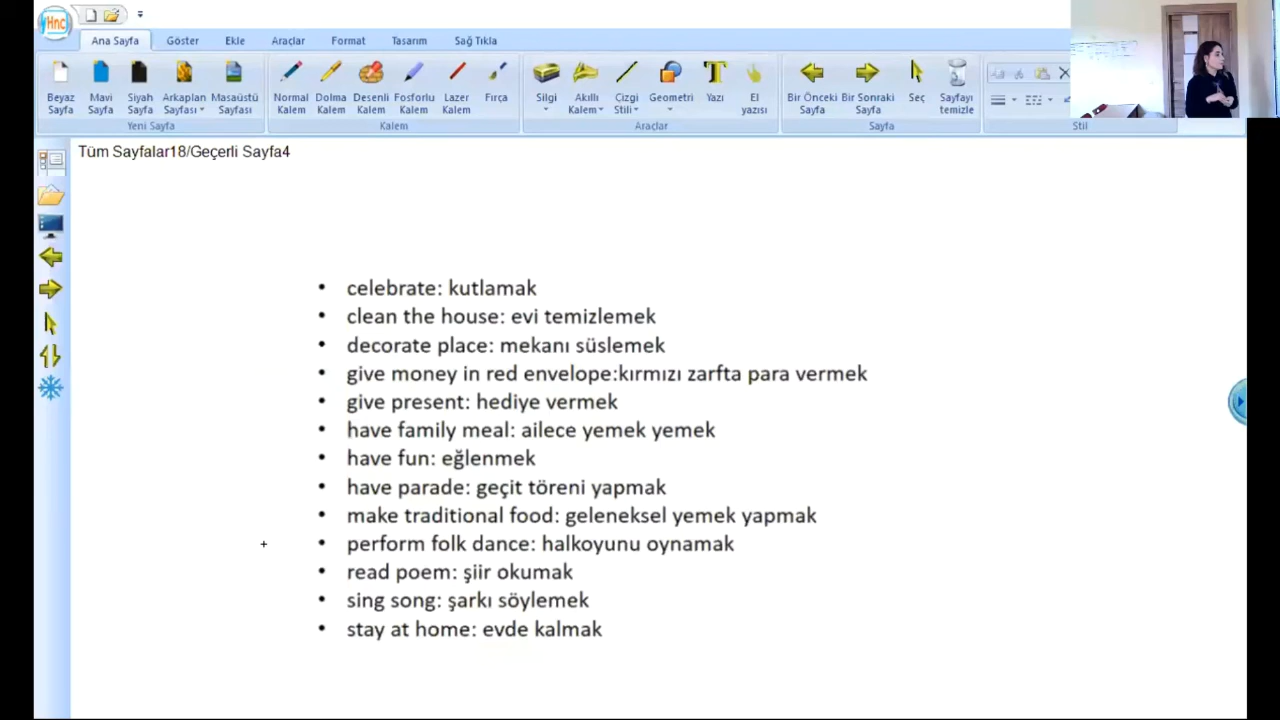 Hnc
Ana Sayfa Göster Ekle Araçlar Format Tasarım Sağ Tıkla
Beyaz Sayfa Mavi Sayfa Siyah Sayfa Arkaplan Sayfası Masaüstü Sayfası Normal Kalem Dolma Kalem Desenli Kalem Fosforlu Kalem Lazer Kalem Fırça Silgi Akıllı Kalem Çizgi Stili Geometri Yazı El yazısı Bir Önceki Sayfa Bir Sonraki Sayfa Seç Sayfayı temizle
Yeni Sayfa Kalem Araçlar Sayfa Stil
Tüm Sayfalar18/Geçerli Sayfa4
• celebrate: kutlamak
• clean the house: evi temizlemek
• decorate place: mekanı süslemek
• give money in red envelope:kırmızı zarfta para vermek
• give present: hediye vermek
• have family meal: ailece yemek yemek
• have fun: eğlenmek
• have parade: geçit töreni yapmak
• make traditional food: geleneksel yemek yapmak
• perform folk dance: halkoyunu oynamak
• read poem: şiir okumak
• sing song: şarkı söylemek
• stay at home: evde kalmak